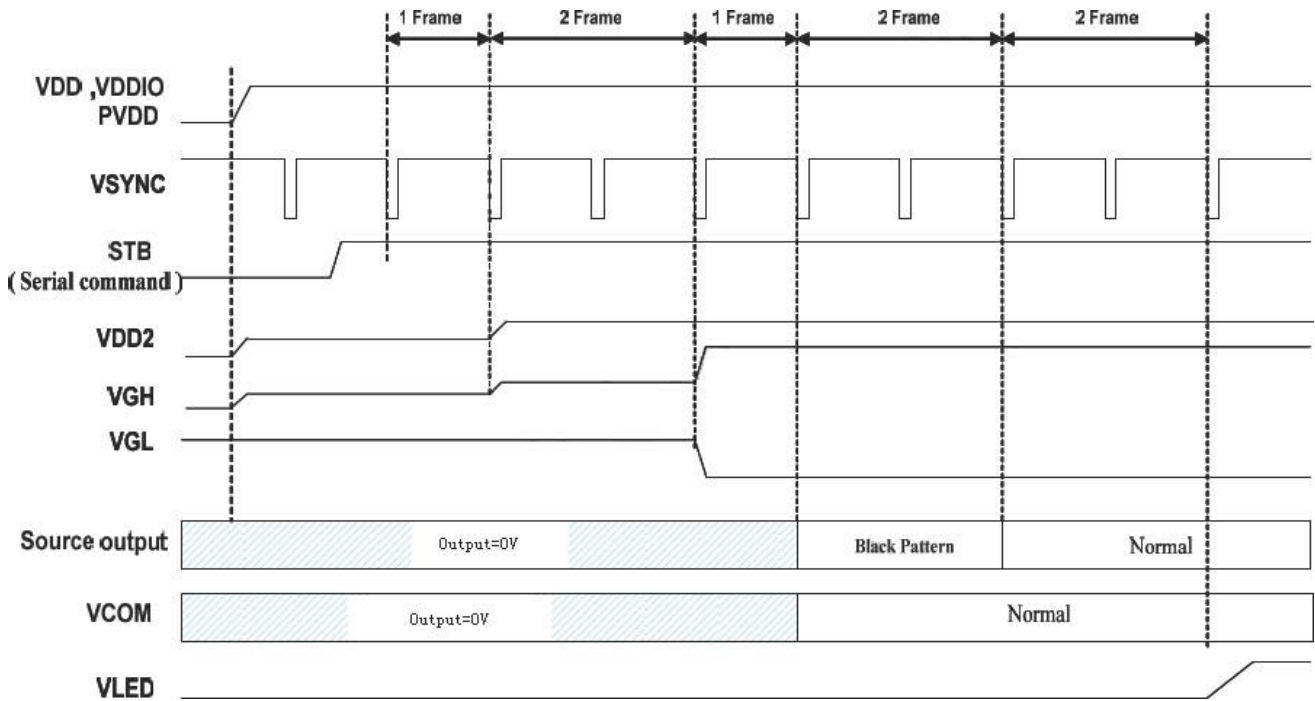 1 Frame 2 Frame 1 Frame 2 Frame 2 Frame
VDD ,VDDIO
PVDD
VSYNC
STB
( Serial command )
VDD2
VGH
VGL
Source output Output=0V Black Pattern Normal
VCOM Output=0V Normal
VLED